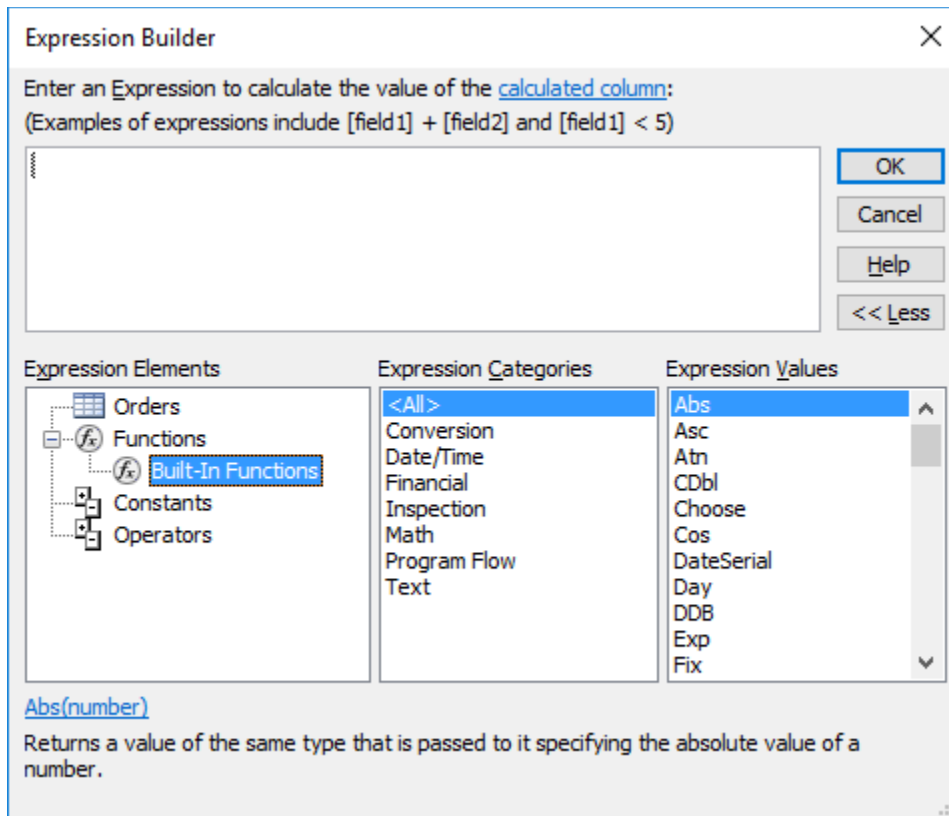 Expression Builder
Enter an Expression to calculate the value of the calculated column:
(Examples of expressions include [field1] + [field2] and [field1] < 5)
OK
Cancel
Help
<< Less
Expression Elements
Orders
Functions
Built-In Functions
Constants
Operators
Expression Categories
<All>
Conversion
Date/Time
Financial
Inspection
Math
Program Flow
Text
Expression Values
Abs
Asc
Atn
CDbl
Choose
Cos
DateSerial
Day
DDB
Exp
Fix
Abs(number)
Returns a value of the same type that is passed to it specifying the absolute value of a
number.